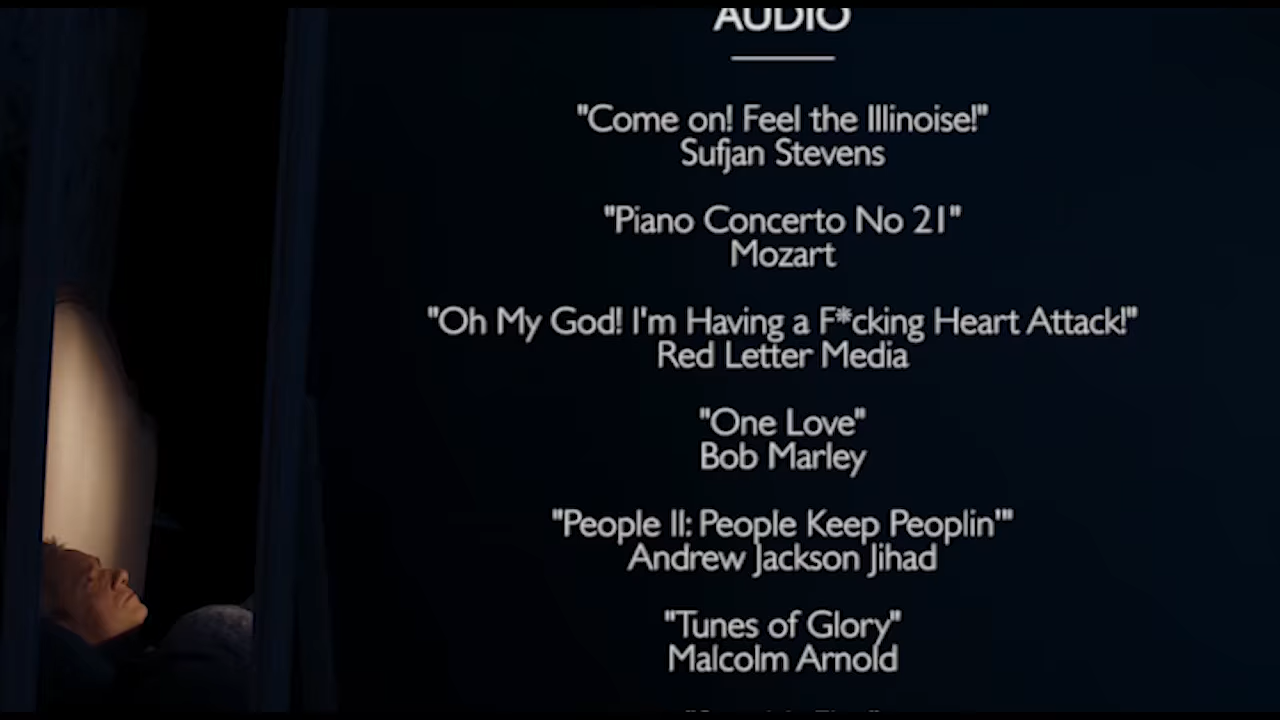 AUDIO
"Come on! Feel the Illinoise!"
Sufjan Stevens
"Piano Concerto No 21"
Mozart
"Oh My God! I'm Having a F*cking Heart Attack!"
Red Letter Media
"One Love"
Bob Marley
"People II: People Keep Peoplin'"
Andrew Jackson Jihad
"Tunes of Glory"
Malcolm Arnold